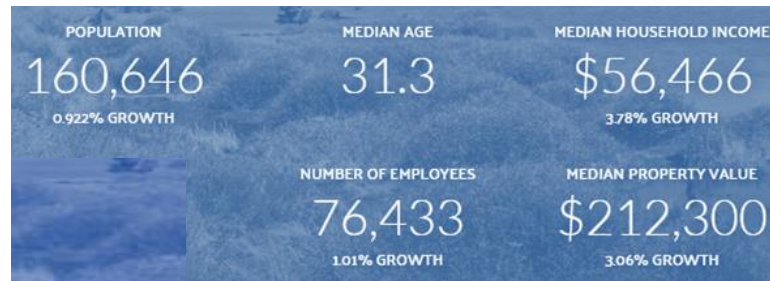 POPULATION
160,646
0.922% GROWTH
MEDIAN AGE
31.3
MEDIAN HOUSEHOLD INCOME
$56,466
3.78% GROWTH
NUMBER OF EMPLOYEES
76,433
1.01% GROWTH
MEDIAN PROPERTY VALUE
$212,300
3.06% GROWTH